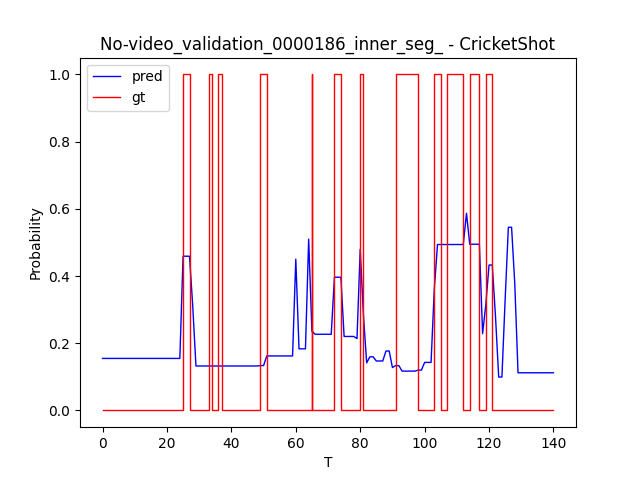 No-video_validation_0000186_inner_seg_ - CricketShot
pred
gt
1.0
0.8
0.6
0.4
0.2
0.0
Probability
0 20 40 60 80 100 120 140
T